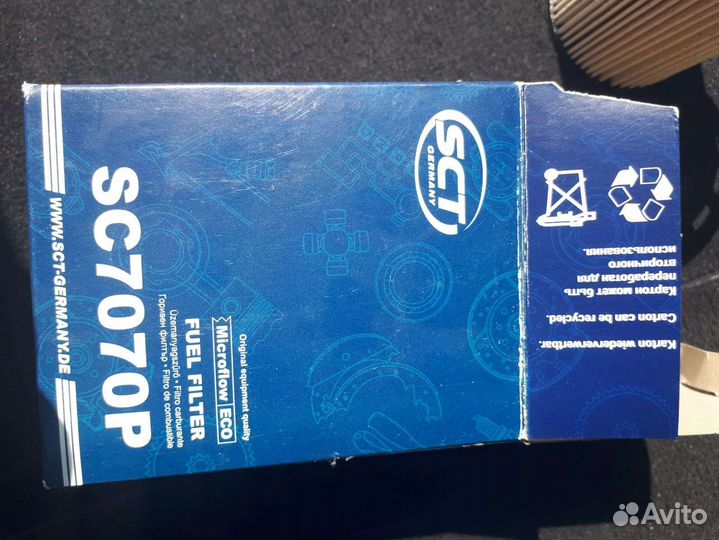 SCT
GERMANY
Original equipment quality
Microflow ECO
FUEL FILTER
Üzemanyagszűrő • Filtro carburante
Горивен филтър • Filtro de combustible
SC7070P
WWW.SCT-GERMANY.DE
Karton wiederverwertbar.
Carton can be recycled.
Картон может быть
переработан для
вторичного
использования.
Avito